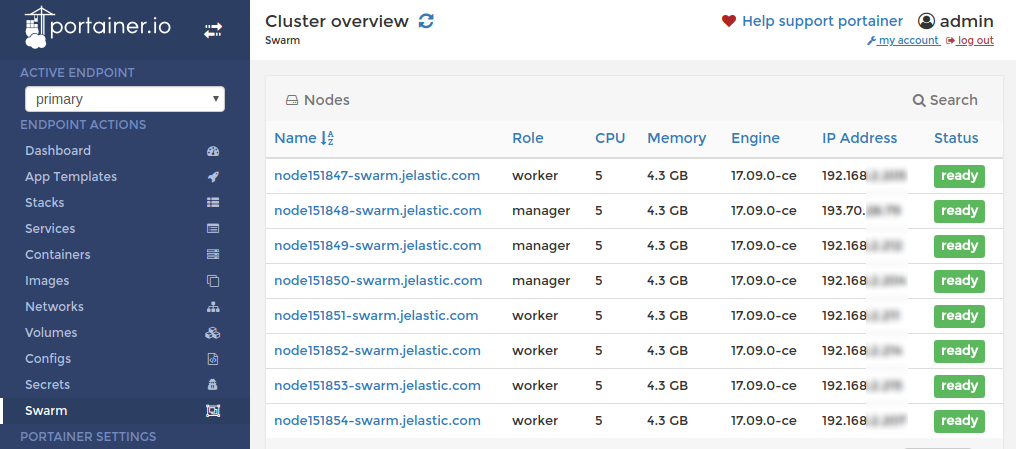 portainer.io
ACTIVE ENDPOINT
primary
ENDPOINT ACTIONS
Dashboard
App Templates
Stacks
Services
Containers
Images
Networks
Volumes
Configs
Secrets
Swarm
PORTAINER SETTINGS
Cluster overview
Swarm
Help support portainer admin
my account log out
Nodes Search
Name Role CPU Memory Engine IP Address Status
node151847-swarm.jelastic.com worker 5 4.3 GB 17.09.0-ce 192.168 ready
node151848-swarm.jelastic.com manager 5 4.3 GB 17.09.0-ce 193.70. ready
node151849-swarm.jelastic.com manager 5 4.3 GB 17.09.0-ce 192.168 ready
node151850-swarm.jelastic.com manager 5 4.3 GB 17.09.0-ce 192.168 ready
node151851-swarm.jelastic.com worker 5 4.3 GB 17.09.0-ce 192.168 ready
node151852-swarm.jelastic.com worker 5 4.3 GB 17.09.0-ce 192.168 ready
node151853-swarm.jelastic.com worker 5 4.3 GB 17.09.0-ce 192.168 ready
node151854-swarm.jelastic.com worker 5 4.3 GB 17.09.0-ce 192.168 ready